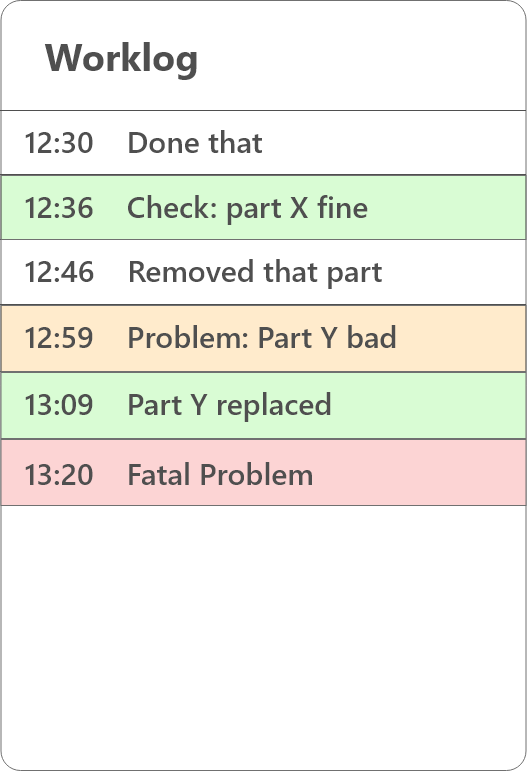 Worklog
12:30 Done that
12:36 Check: part X fine
12:46 Removed that part
12:59 Problem: Part Y bad
13:09 Part Y replaced
13:20 Fatal Problem